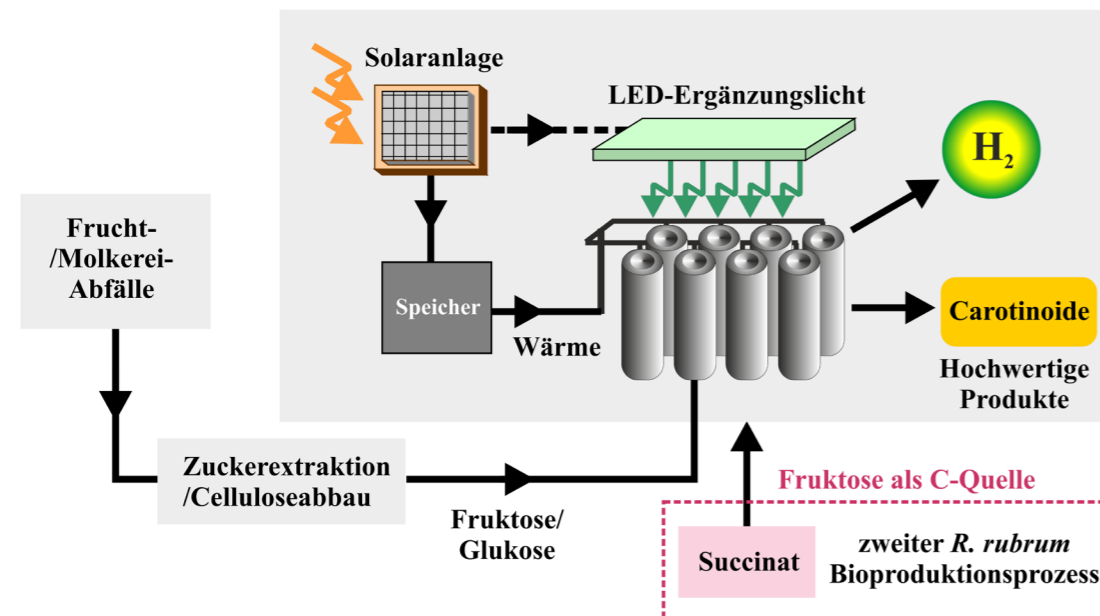 Solaranlage
LED-Ergänzungslicht
H2
Frucht-
/Molkerei-
Abfälle
Speicher
Wärme
Carotinoide
Hochwertige
Produkte
Zuckerextraktion
/Celluloseabbau
Fruktose/
Glukose
Fruktose als C-Quelle
Succinat
zweiter R. rubrum
Bioproduktionsprozess